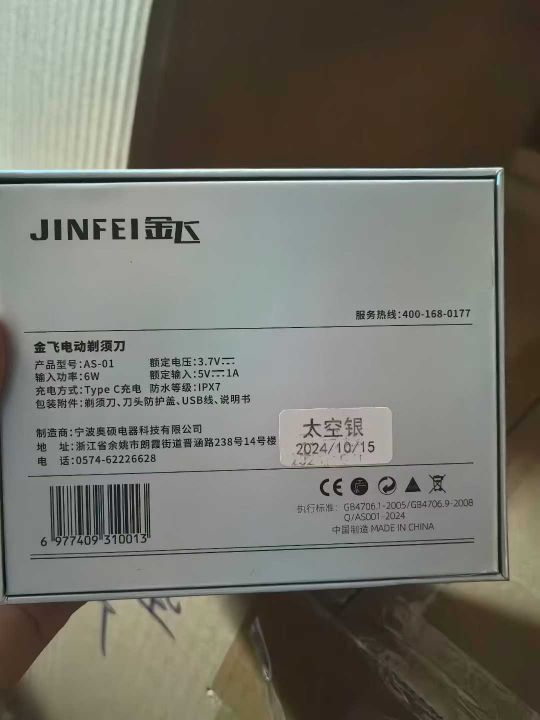 JINFEI金飞
服务热线:400-168-0177
金飞电动剃须刀
产品型号:AS-01 额定电压:3.7V⎓
输入功率:6W 额定输入:5V⎓1A
充电方式:Type C充电 防水等级:IPX7
包装附件:剃须刀、刀头防护盖、USB线、说明书
制造商:宁波奥硕电器科技有限公司
地 址:浙江省余姚市朗霞街道晋涵路238号14号楼
电 话:0574-62226628
太空银
2024/10/15
CE
执行标准: GB4706.1-2005/GB4706.9-2008
Q/AS001-2024
中国制造 MADE IN CHINA
6 977409 310013